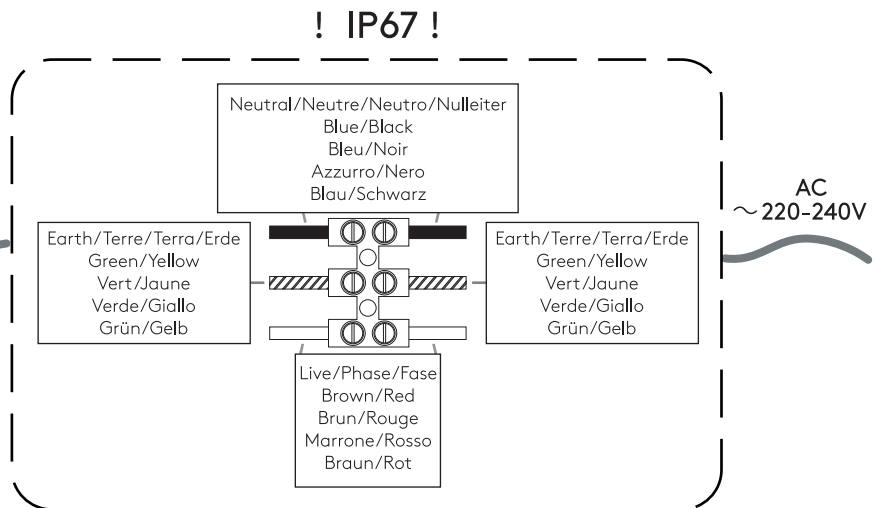 ! IP67 !
Neutral/Neutre/Neutro/Nulleiter
Blue/Black
Bleu/Noir
Azzurro/Nero
Blau/Schwarz
AC
~ 220-240V
Earth/Terre/Terra/Erde
Green/Yellow
Vert/Jaune
Verde/Giallo
Grün/Gelb
Earth/Terre/Terra/Erde
Green/Yellow
Vert/Jaune
Verde/Giallo
Grün/Gelb
Live/Phase/Fase
Brown/Red
Brun/Rouge
Marrone/Rosso
Braun/Rot